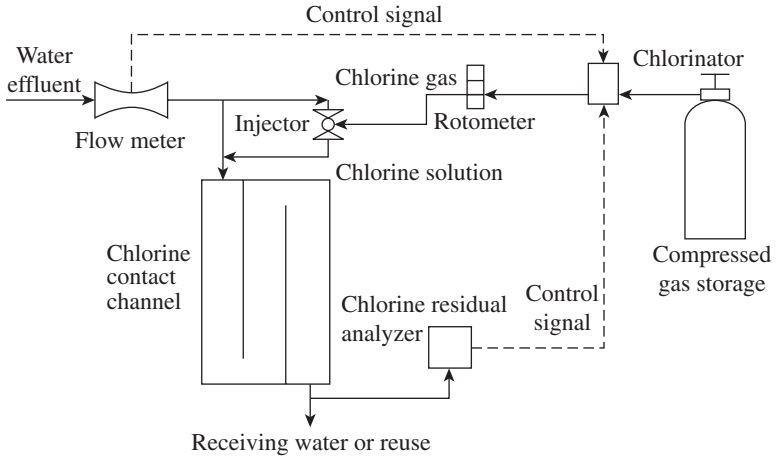 Control signal
Water
effluent
Chlorinator
Chlorine gas
Injector
Rotometer
Flow meter
Chlorine solution
Chlorine
contact
channel
Compressed
gas storage
Chlorine residual
analyzer
Control
signal
Receiving water or reuse